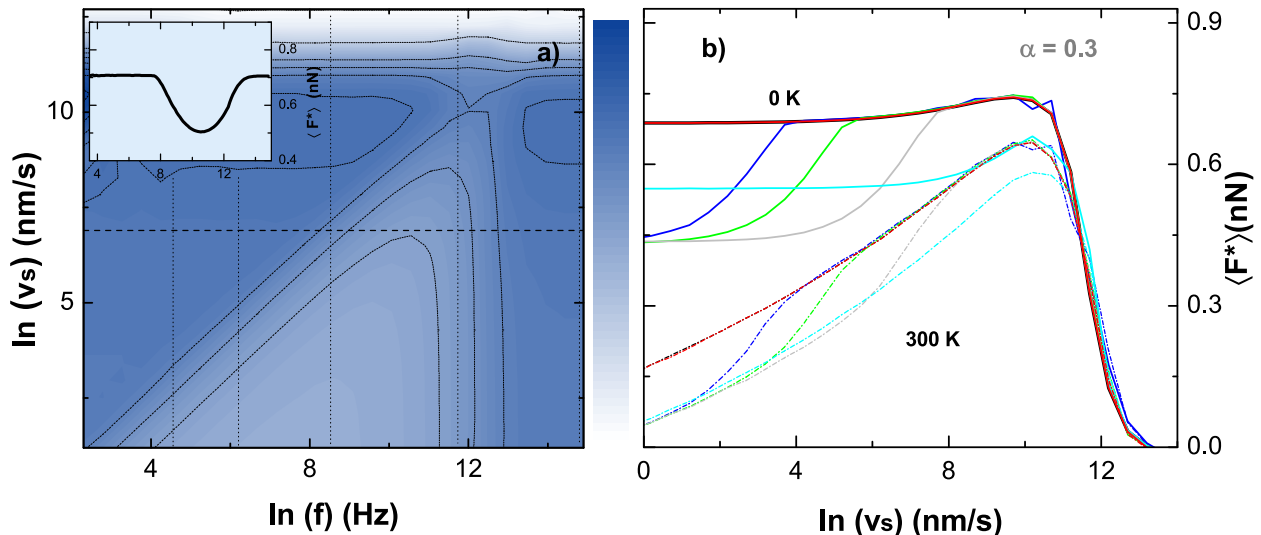 a)
0.8
0.6
0.4
⟨F*⟩ (nN)
4 8 12
10
5
ln (vs) (nm/s)
4 8 12
ln (f) (Hz)
b)
α = 0.3
0 K
300 K
0.9
0.6
0.3
0.0
⟨F*⟩(nN)
0 4 8 12
ln (vs) (nm/s)